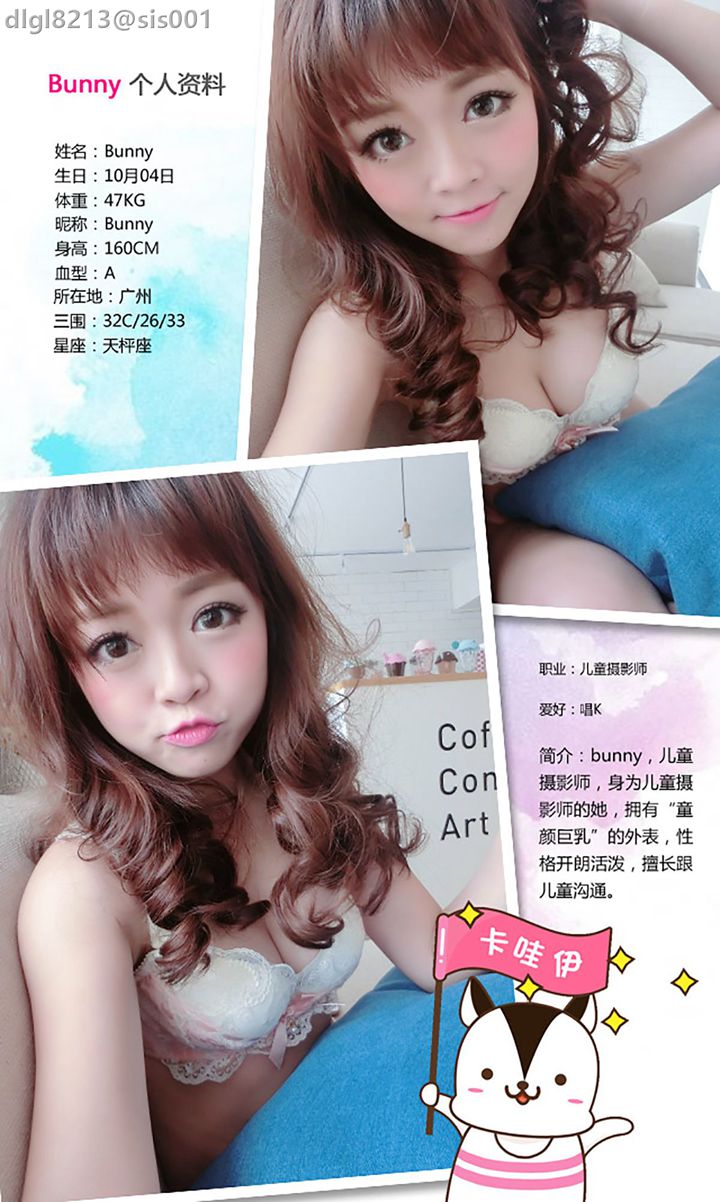 dlgl8213@sis001
Bunny 个人资料
姓名：Bunny
生日：10月04日
体重：47KG
昵称：Bunny
身高：160CM
血型：A
所在地：广州
三围：32C/26/33
星座：天枰座
职业：儿童摄影师
爱好：唱K
简介：bunny，儿童
摄影师，身为儿童摄
影师的她，拥有“童
颜巨乳”的外表，性
格开朗活泼，擅长跟
儿童沟通。
Cof
Con
Art
卡哇伊